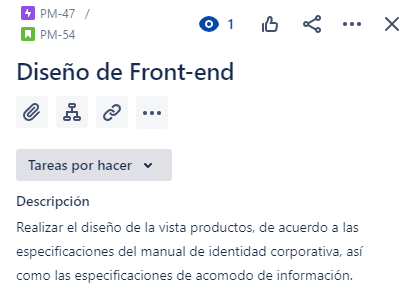 PM-47 /
PM-54
1
Diseño de Front-end
Tareas por hacer
Descripción
Realizar el diseño de la vista productos, de acuerdo a las
especificaciones del manual de identidad corporativa, así
como las especificaciones de acomodo de información.